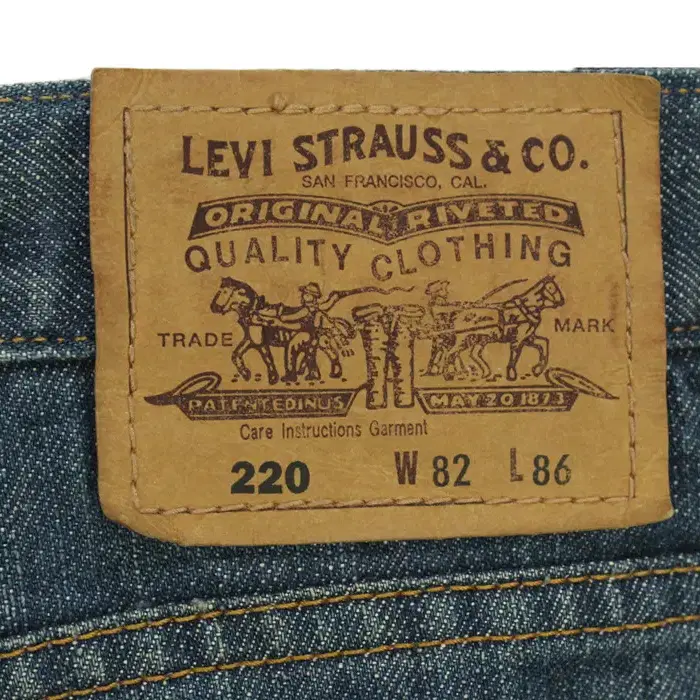 LEVI STRAUSS & CO.
SAN FRANCISCO, CAL.
ORIGINAL RIVETED
QUALITY CLOTHING
TRADE MARK
PATENTED IN U.S. MAY 20 1873
Care Instructions Garment
220 W 82 L 86